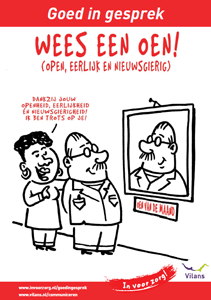 Goed in gesprek
WEES EEN OEN!
(OPEN, EERLIJK EN NIEUWSGIERIG)
DANKZIJ JOUW
OPENHEID, EERLIJKHEID
EN NIEUWSGIERIGHEID!
IK BEN TROTS OP JE!
OEN VAN DE MAAND
In voor zorg!
Vilans
www.invoorzorg.nl/goedingesprek
www.vilans.nl/communiceren